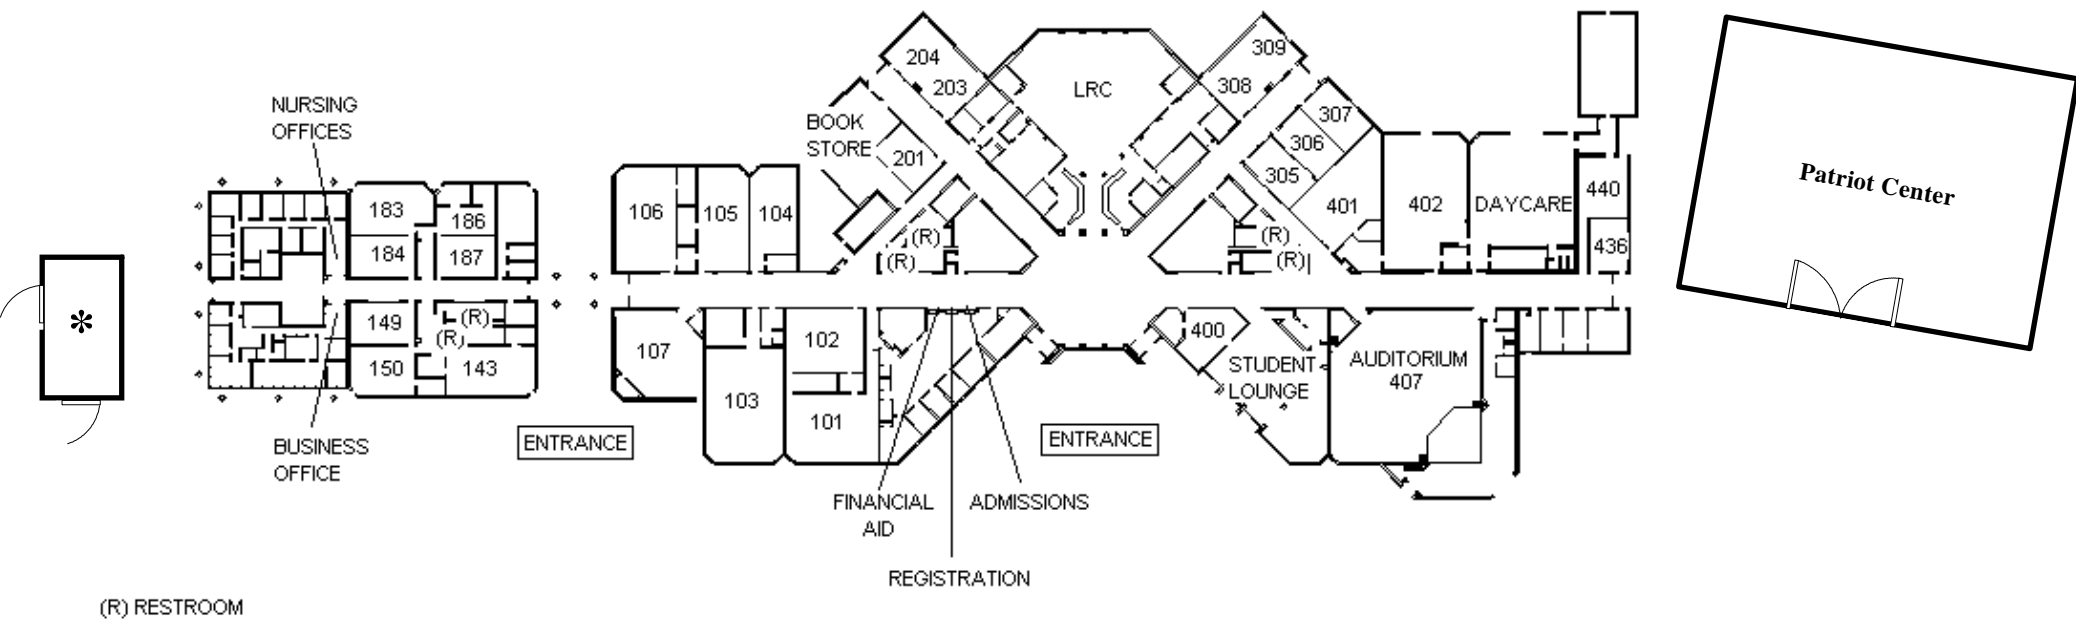 204
203
309
308
LRC
307
306
305
BOOK
STORE
201
NURSING
OFFICES
183
186
184
187
106
105
104
(R)
(R)
(R)
(R)
401
402
DAYCARE
440
436
Patriot Center
*
149
(R)
(R)
150
143
107
103
102
101
400
STUDENT
LOUNGE
AUDITORIUM
407
BUSINESS
OFFICE
ENTRANCE
ENTRANCE
FINANCIAL
AID
ADMISSIONS
REGISTRATION
(R) RESTROOM